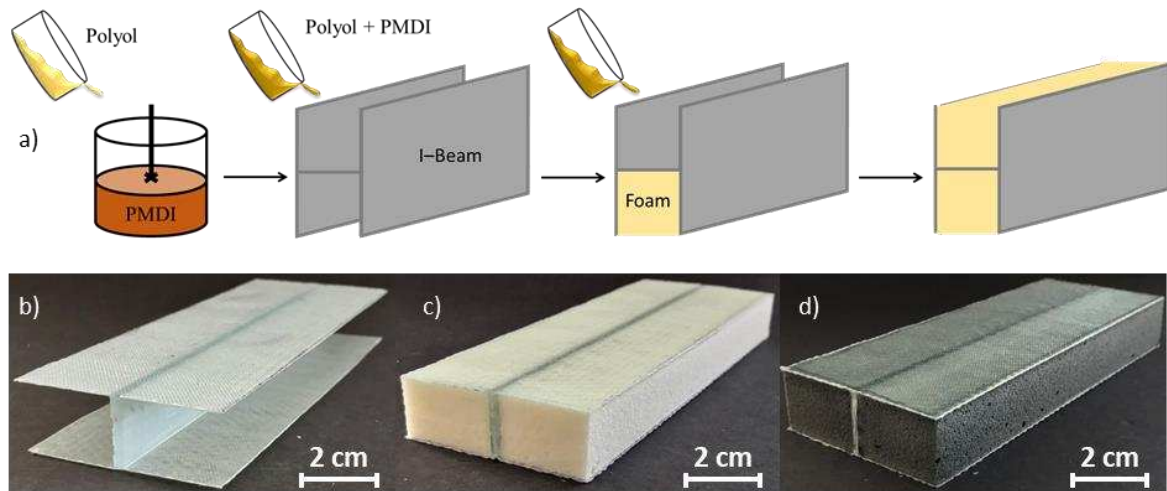 Polyol
Polyol + PMDI
a)
PMDI
I–Beam
Foam
b)
2 cm
c)
2 cm
d)
2 cm